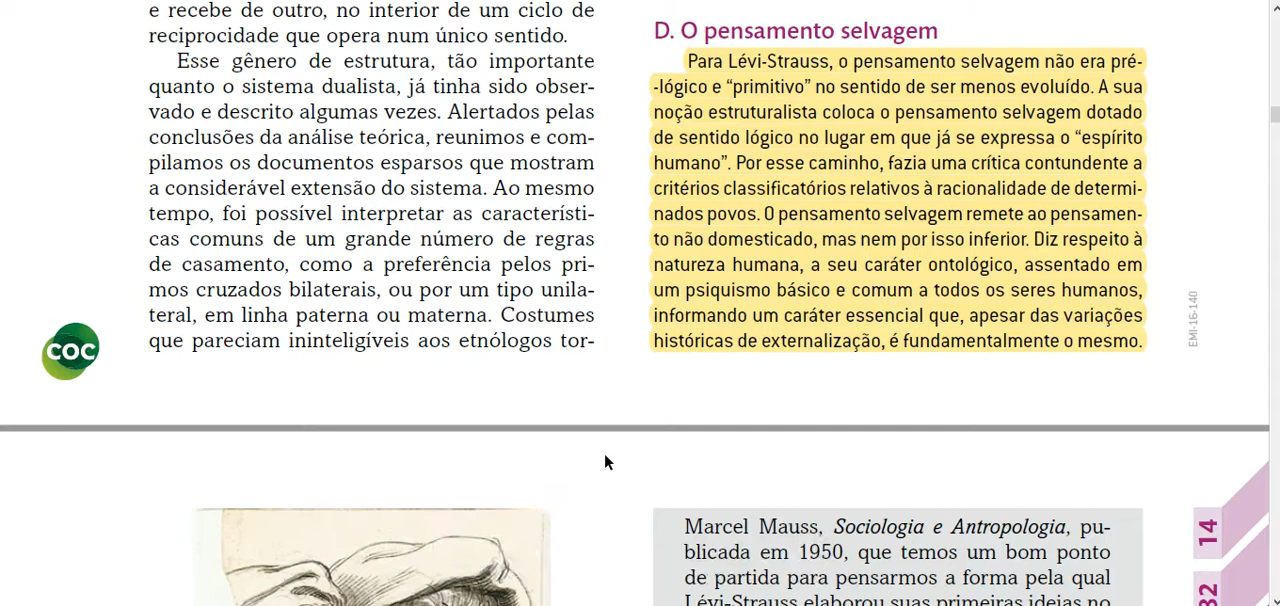 e recebe de outro, no interior de um ciclo de
reciprocidade que opera num único sentido.
Esse gênero de estrutura, tão importante
quanto o sistema dualista, já tinha sido obser-
vado e descrito algumas vezes. Alertados pelas
conclusões da análise teórica, reunimos e com-
pilamos os documentos esparsos que mostram
a considerável extensão do sistema. Ao mesmo
tempo, foi possível interpretar as característi-
cas comuns de um grande número de regras
de casamento, como a preferência pelos pri-
mos cruzados bilaterais, ou por um tipo unila-
teral, em linha paterna ou materna. Costumes
que pareciam ininteligíveis aos etnólogos tor-
COC
D. O pensamento selvagem
Para Lévi-Strauss, o pensamento selvagem não era pré-
-lógico e “primitivo” no sentido de ser menos evoluído. A sua
noção estruturalista coloca o pensamento selvagem dotado
de sentido lógico no lugar em que já se expressa o “espírito
humano”. Por esse caminho, fazia uma crítica contundente a
critérios classificatórios relativos à racionalidade de determi-
nados povos. O pensamento selvagem remete ao pensamen-
to não domesticado, mas nem por isso inferior. Diz respeito à
natureza humana, a seu caráter ontológico, assentado em
um psiquismo básico e comum a todos os seres humanos,
informando um caráter essencial que, apesar das variações
históricas de externalização, é fundamentalmente o mesmo.
EMI-16-140
Marcel Mauss, Sociologia e Antropologia, pu-
blicada em 1950, que temos um bom ponto
de partida para pensarmos a forma pela qual
Lévi-Strauss elaborou suas primeiras ideias no
14
32